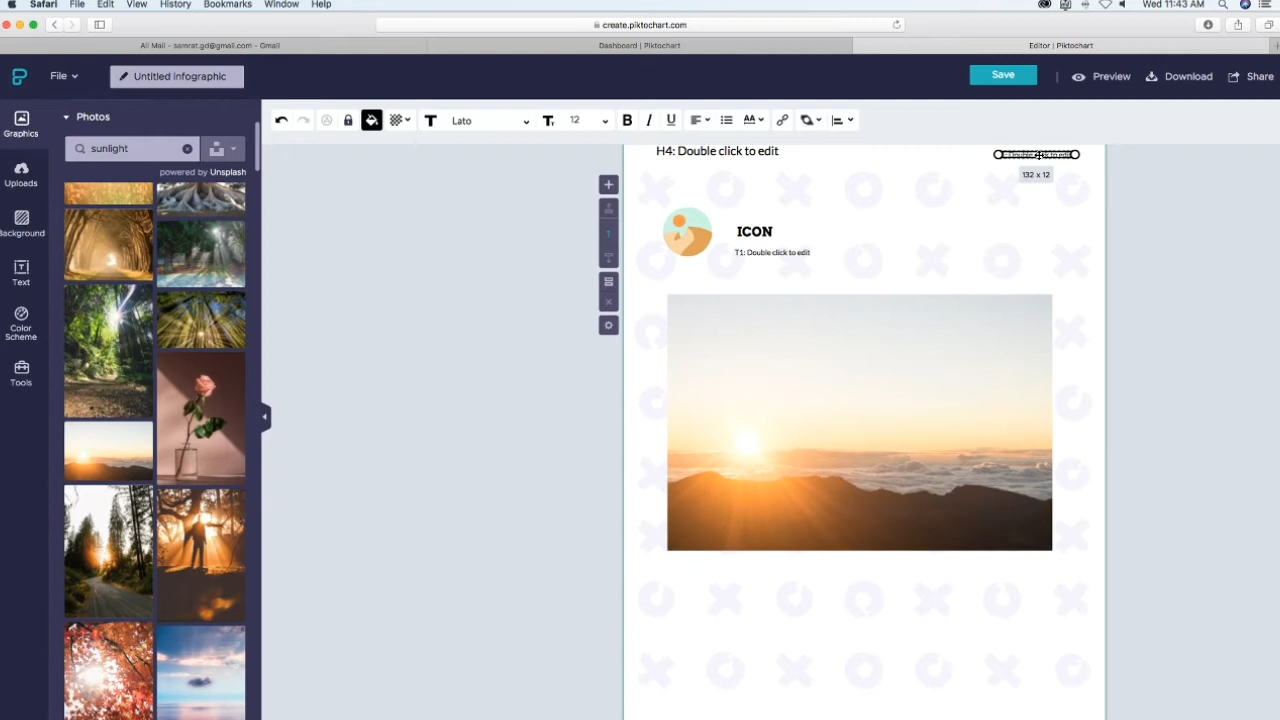 Safari File Edit View History Bookmarks Window Help Wed 11:43 AM
create.piktochart.com
All Mail - samrat.gd@gmail.com - Gmail Dashboard | Piktochart Editor | Piktochart
File Untitled infographic Save Preview Download Share
Graphics
Photos
Lato 12 B I U AA
sunlight
powered by Unsplash
Uploads
Background
Text
Color
Scheme
Tools
H4: Double click to edit
132 x 12
1
ICON
T1: Double click to edit